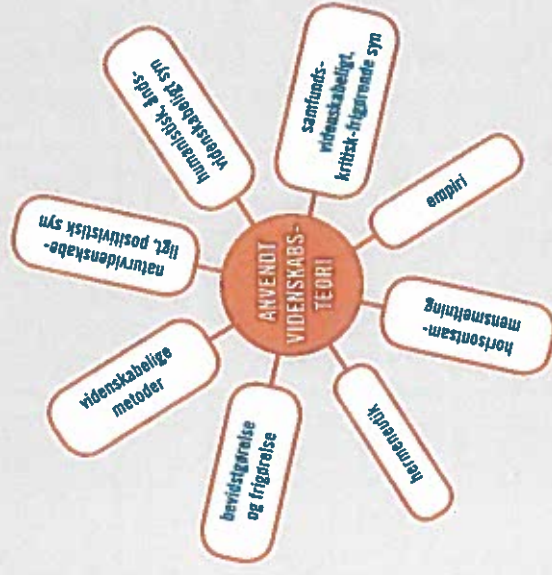 ANVENDT
VIDENSKABS-
TEORI
naturvidenskabe-
ligt, positivistisk syn
humanistisk, ånds-
videnskabeligt syn
samfunds-
videnskabeligt,
kritisk-frigørende syn
empiri
horisontsam-
mensmeltning
hermeneutik
bevidstgørelse
og frigørelse
videnskabelige
metoder